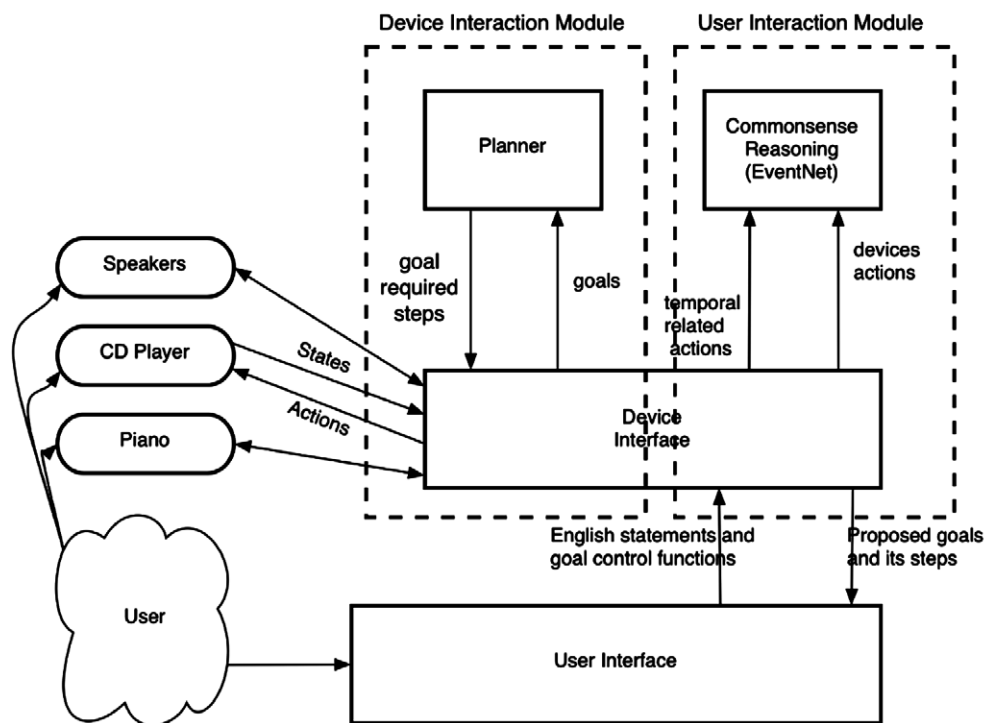 Device Interaction Module
User Interaction Module
Planner
Commonsense
Reasoning
(EventNet)
Speakers
goal
required
steps
goals
devices
actions
temporal
related
actions
CD Player
States
Actions
Device
Interface
Piano
English statements and
goal control functions
Proposed goals
and its steps
User
User Interface